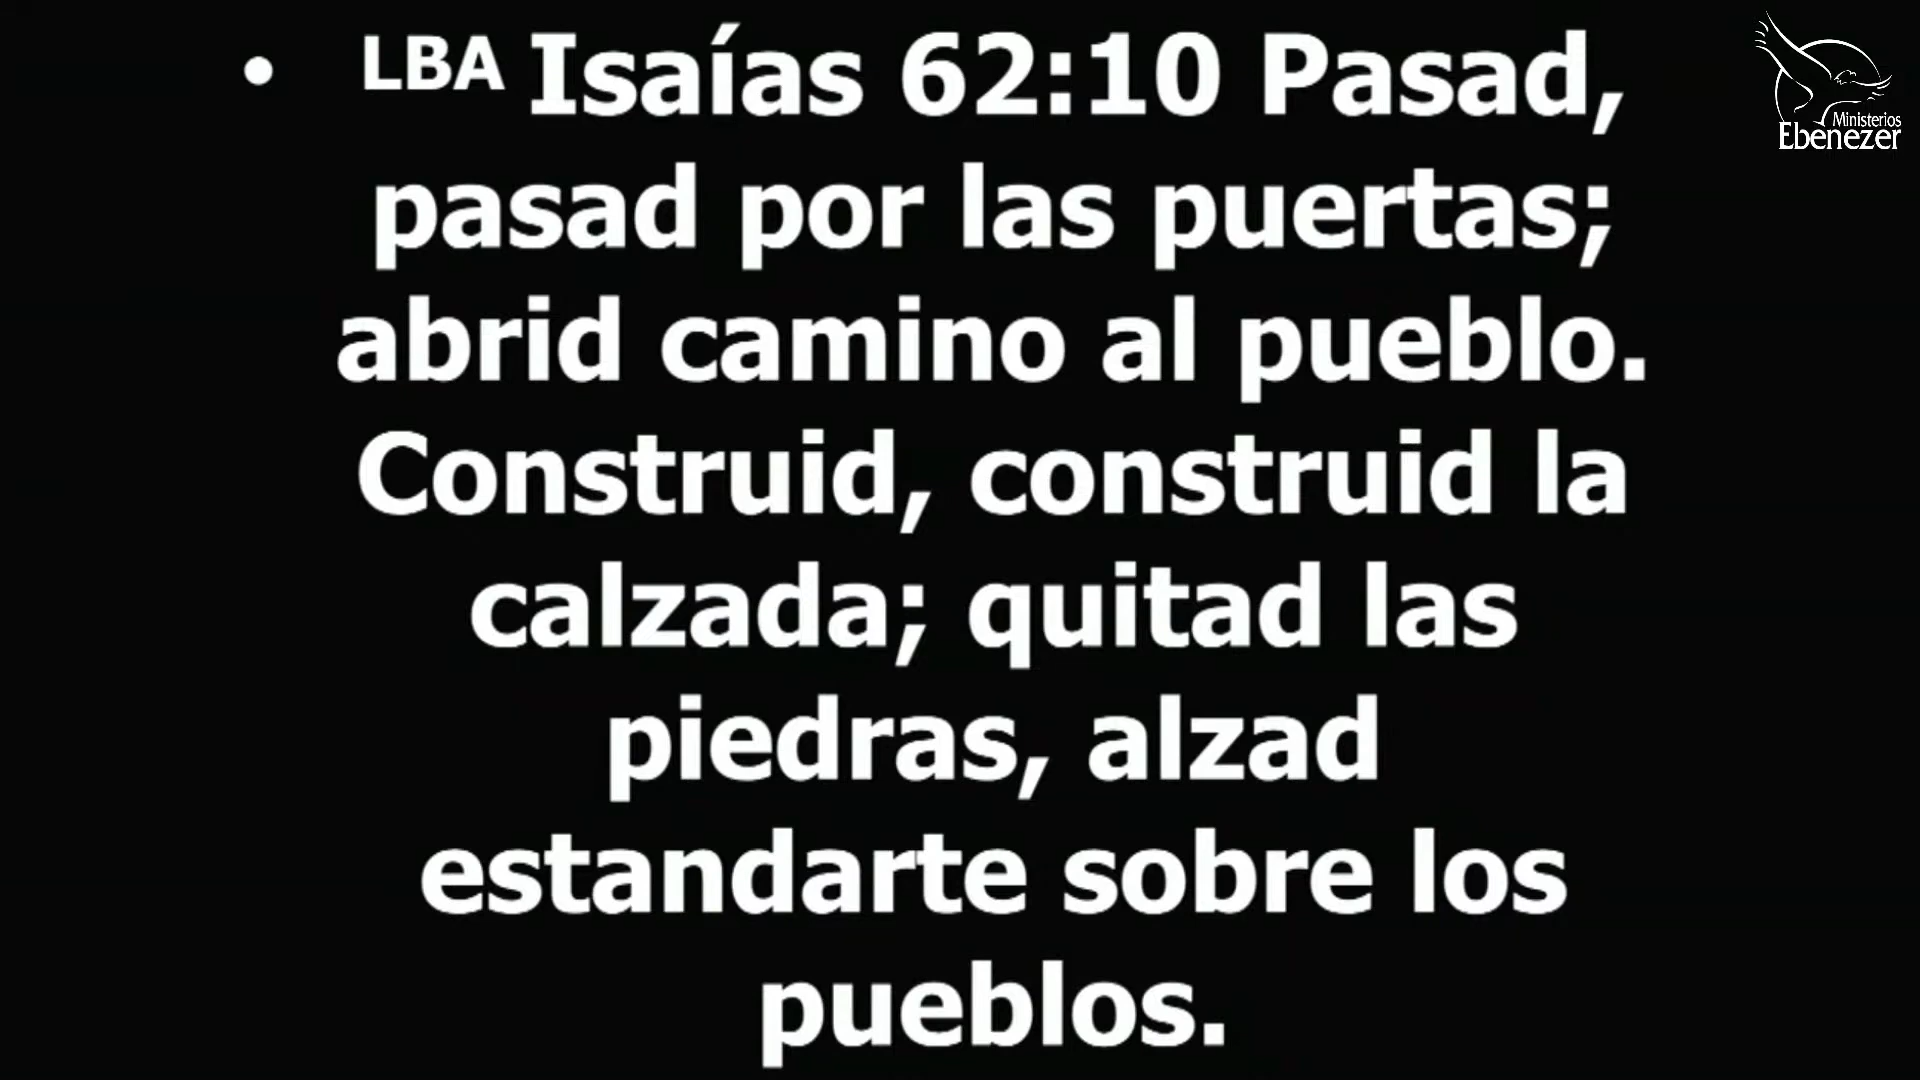 • LBA Isaías 62:10 Pasad,
pasad por las puertas;
abrid camino al pueblo.
Construid, construid la
calzada; quitad las
piedras, alzad
estandarte sobre los
pueblos.
Ministerios
Ebenezer